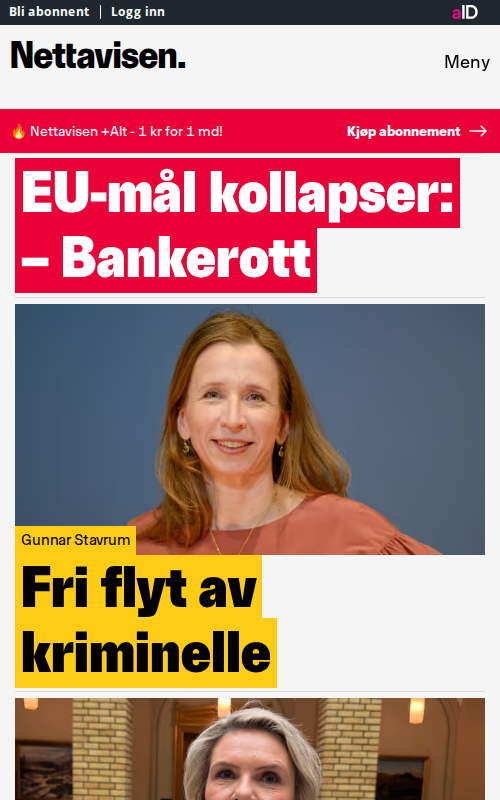 Bli abonnent | Logg inn
aID
Nettavisen.
Meny
🔥 Nettavisen +Alt - 1 kr for 1 md!
Kjøp abonnement →
EU-mål kollapser:
– Bankerott
Gunnar Stavrum
Fri flyt av
kriminelle